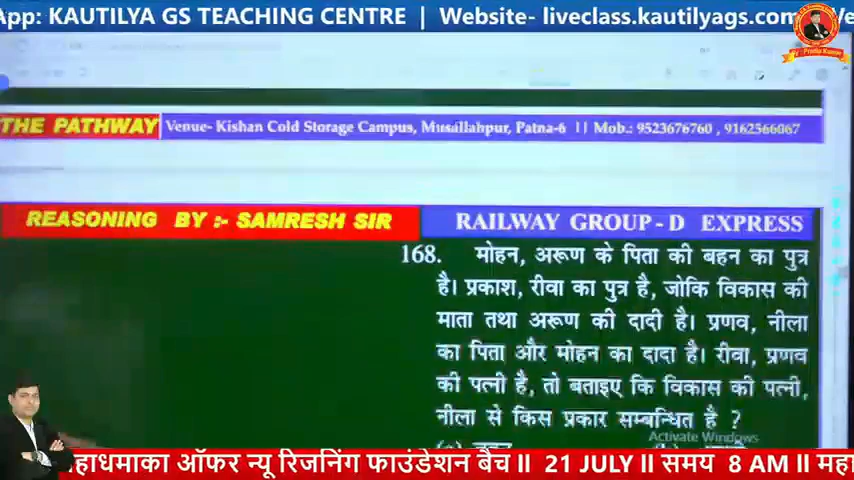 App: KAUTILYA GS TEACHING CENTRE | Website- liveclass.kautilyags.com
THE PATHWAY Venue- Kishan Cold Storage Campus, Musallahpur, Patna-6 II Mob.: 9523676760 , 9162566067
REASONING BY :- SAMRESH SIR RAILWAY GROUP - D EXPRESS
168. मोहन, अरूण के पिता की बहन का पुत्र
है। प्रकाश, रीवा का पुत्र है, जोकि विकास की
माता तथा अरूण की दादी है। प्रणव, नीला
का पिता और मोहन का दादा है। रीवा, प्रणव
की पत्नी है, तो बताइए कि विकास की पत्नी,
नीला से किस प्रकार सम्बन्धित है ?
Activate Windows
हाधमाका ऑफर न्यू रिजनिंग फाउंडेशन बैच II 21 JULY II समय 8 AM II महा